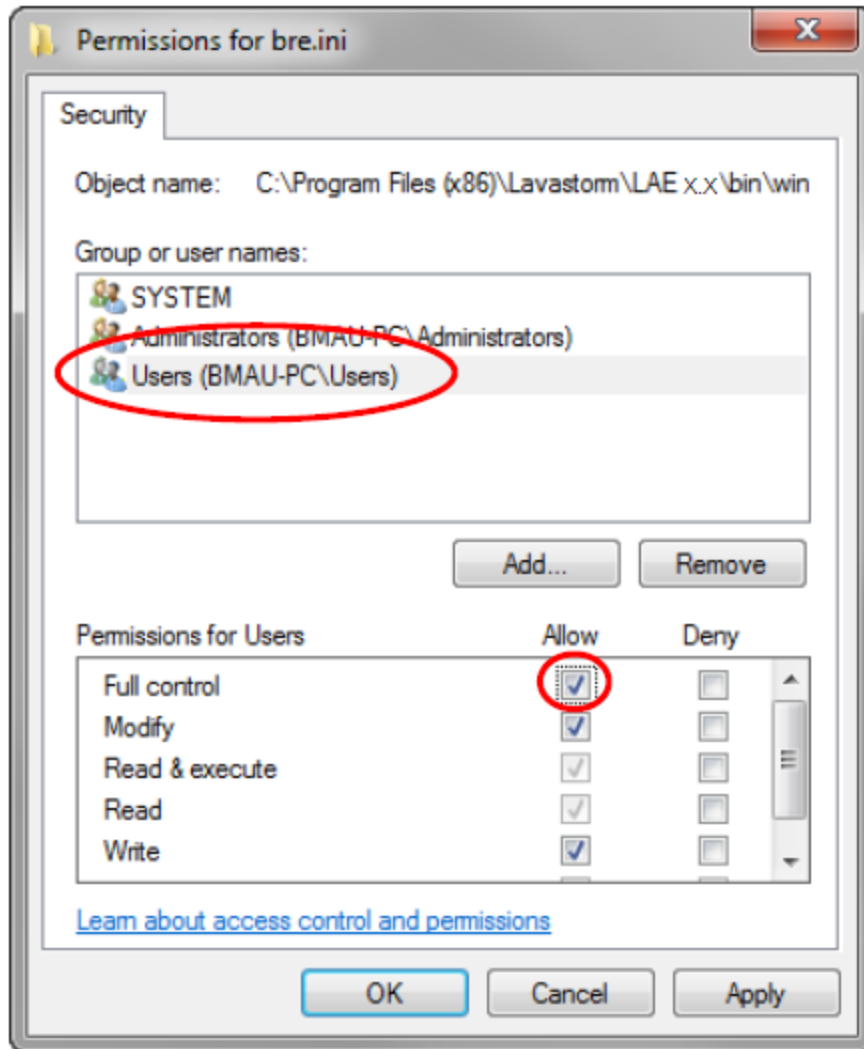 Permissions for bre.ini
Security
Object name: C:\Program Files (x86)\Lavastorm\LAE x.x\bin\win
Group or user names:
SYSTEM
Administrators (BMAU-PC\Administrators)
Users (BMAU-PC\Users)
Add... Remove
Permissions for Users Allow Deny
Full control
Modify
Read & execute
Read
Write
Learn about access control and permissions
OK Cancel Apply